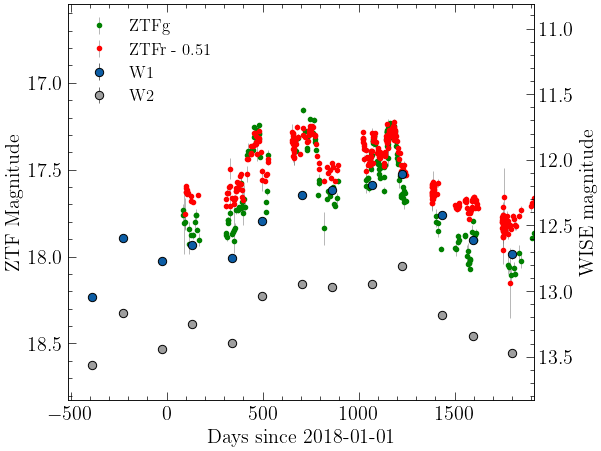 ZTFg
ZTFr - 0.51
W1
W2
17.0
17.5
18.0
18.5
ZTF Magnitude
11.0
11.5
12.0
12.5
13.0
13.5
WISE magnitude
−500
0
500
1000
1500
Days since 2018-01-01